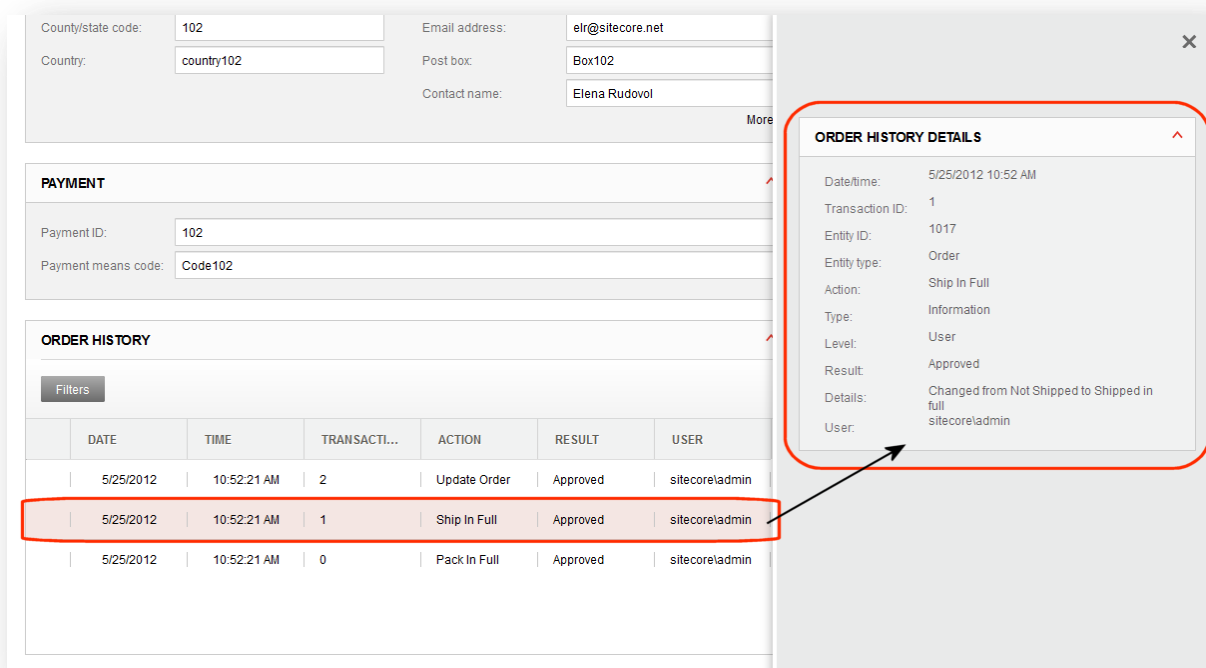 County/state code: 102 Email address: elr@sitecore.net
Country: country102 Post box: Box102
Contact name: Elena Rudovol
More
PAYMENT
Payment ID: 102
Payment means code: Code102
ORDER HISTORY
Filters
DATE TIME TRANSACTI... ACTION RESULT USER
5/25/2012 10:52:21 AM 2 Update Order Approved sitecore\admin
5/25/2012 10:52:21 AM 1 Ship In Full Approved sitecore\admin
5/25/2012 10:52:21 AM 0 Pack In Full Approved sitecore\admin
ORDER HISTORY DETAILS
Date/time: 5/25/2012 10:52 AM
Transaction ID: 1
Entity ID: 1017
Entity type: Order
Action: Ship In Full
Type: Information
Level: User
Result: Approved
Details: Changed from Not Shipped to Shipped in
full
User: sitecore\admin